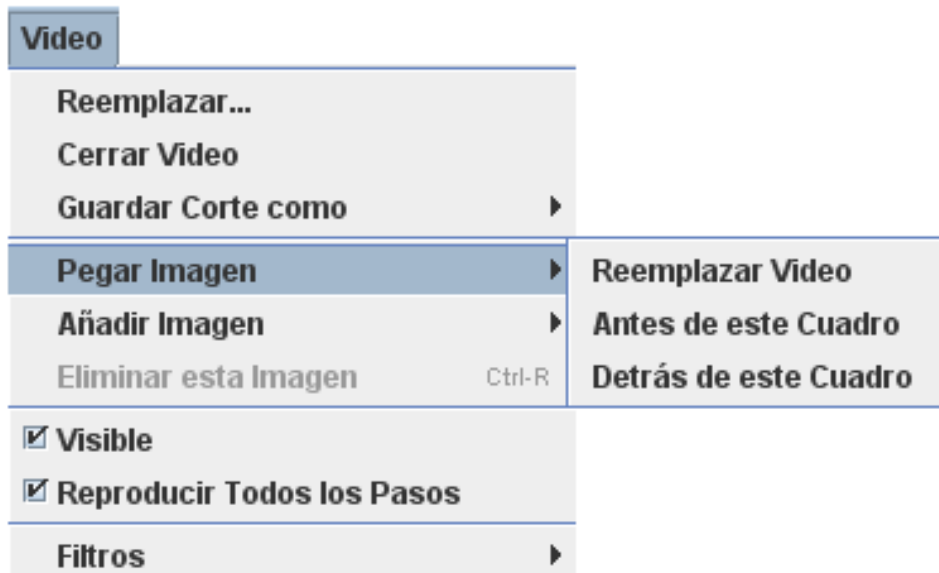 Video
Reemplazar...
Cerrar Video
Guardar Corte como
Pegar Imagen
Reemplazar Video
Añadir Imagen
Antes de este Cuadro
Eliminar esta Imagen Ctrl-R
Detrás de este Cuadro
Visible
Reproducir Todos los Pasos
Filtros